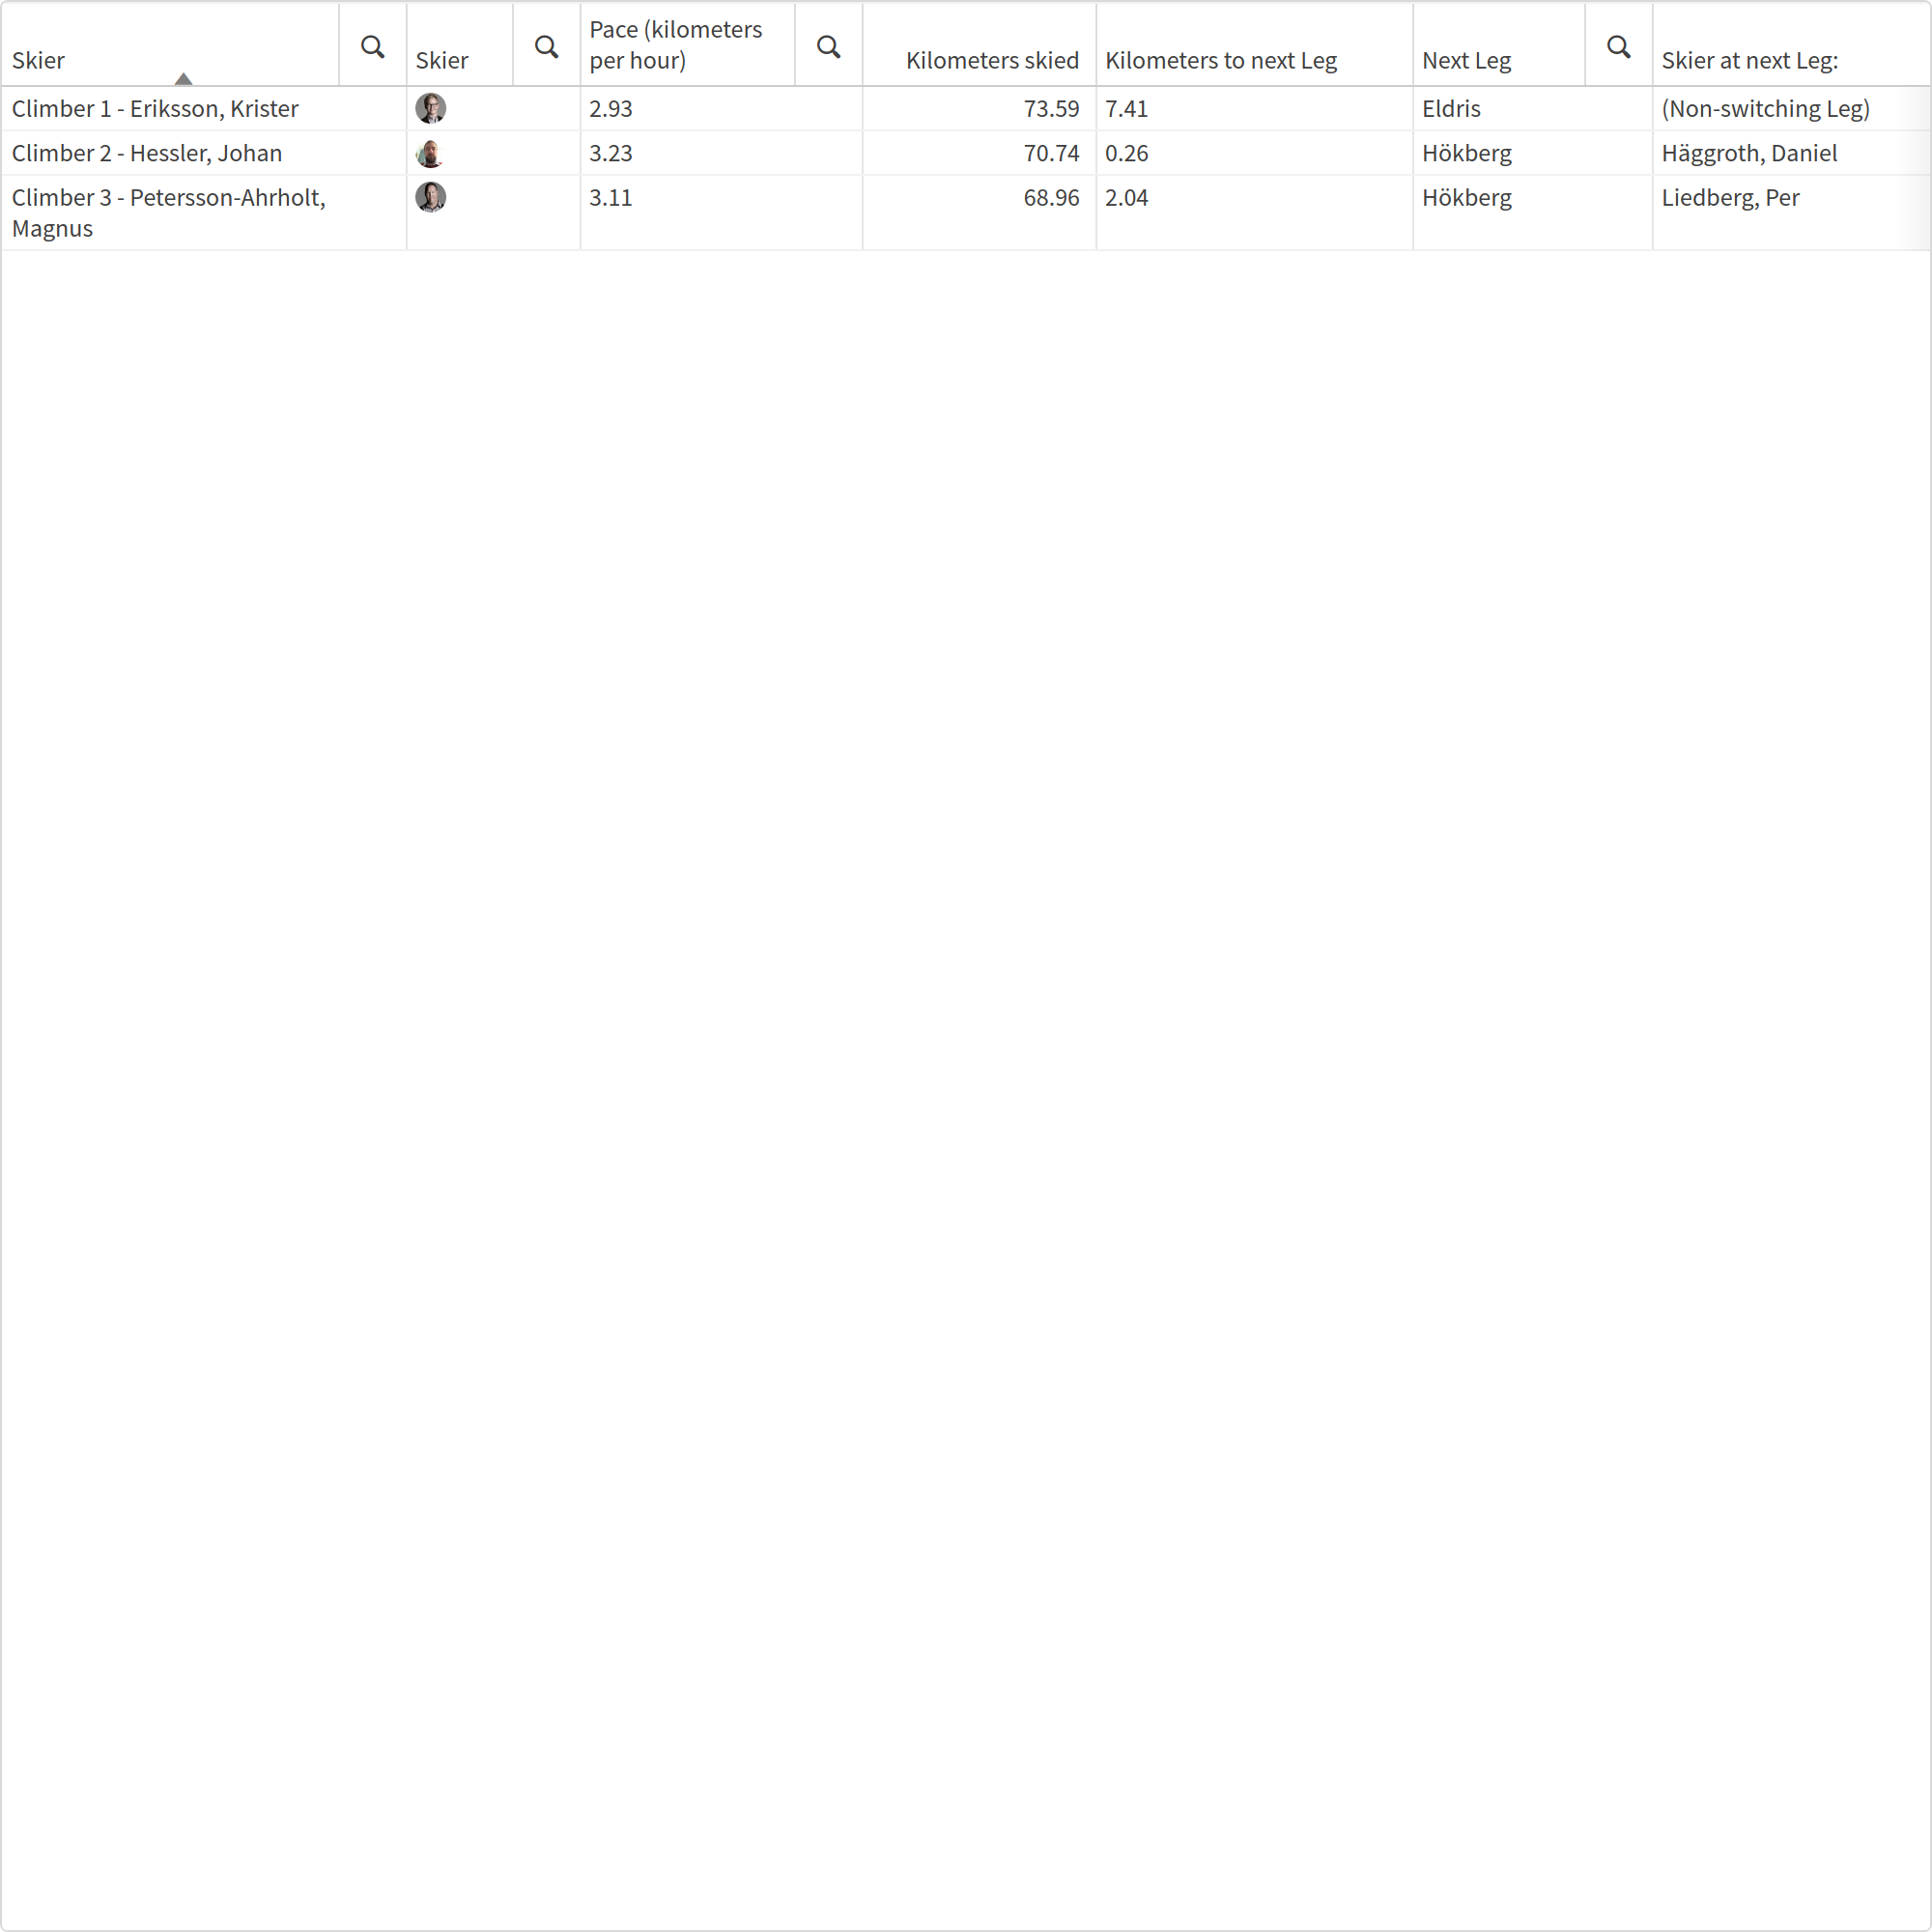 Skier
Skier
Pace (kilometers
per hour)
Kilometers skied
Kilometers to next Leg
Next Leg
Skier at next Leg:
Climber 1 - Eriksson, Krister
2.93
73.59
7.41
Eldris
(Non-switching Leg)
Climber 2 - Hessler, Johan
3.23
70.74
0.26
Hökberg
Häggroth, Daniel
Climber 3 - Petersson-Ahrholt,
Magnus
3.11
68.96
2.04
Hökberg
Liedberg, Per